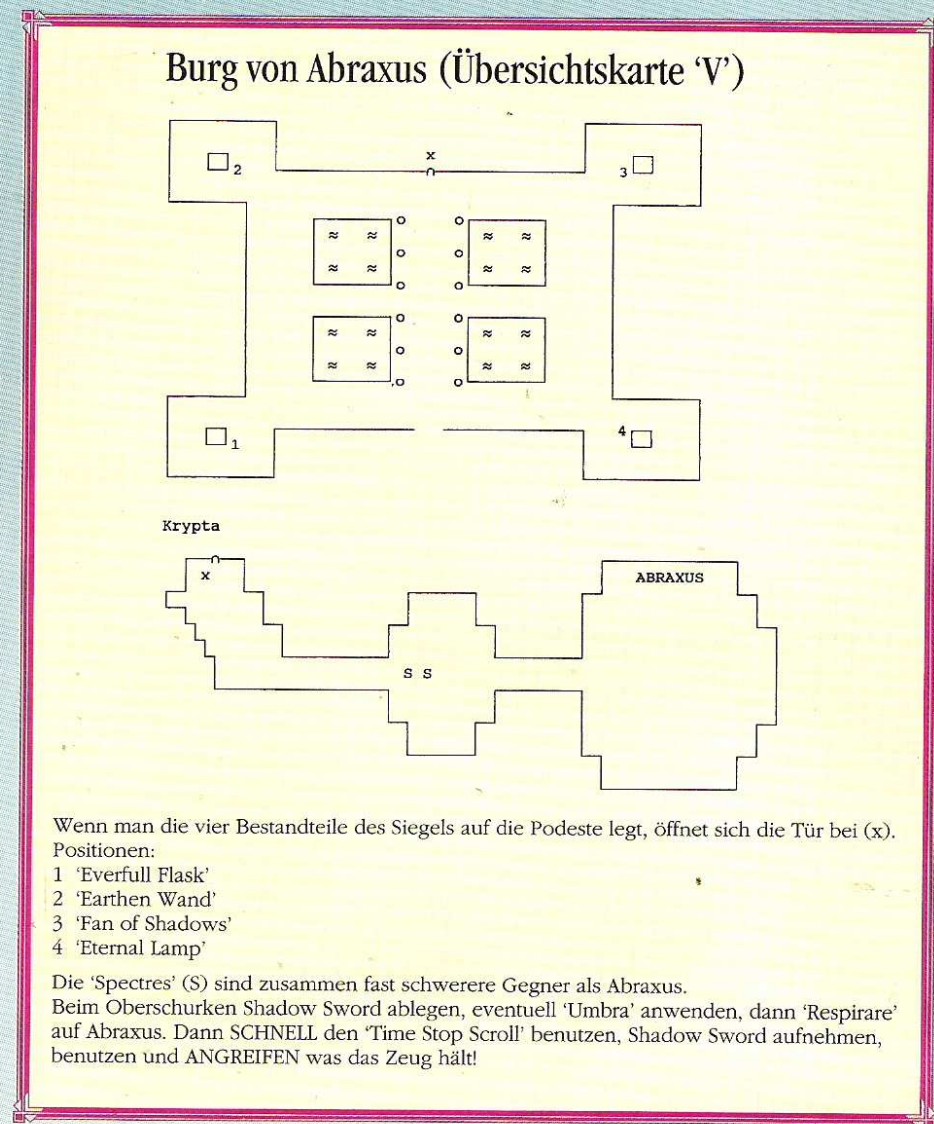 Burg von Abraxus (Übersichtskarte ‘V’)
x
2
3
1
4
Krypta
x
ABRAXUS
S S
Wenn man die vier Bestandteile des Siegels auf die Podeste legt, öffnet sich die Tür bei (x).
Positionen:
1 ‘Everfull Flask’
2 ‘Earthen Wand’
3 ‘Fan of Shadows’
4 ‘Eternal Lamp’
Die ‘Spectres’ (S) sind zusammen fast schwerere Gegner als Abraxus.
Beim Oberschurken Shadow Sword ablegen, eventuell ‘Umbra’ anwenden, dann ‘Respirare’
auf Abraxus. Dann SCHNELL den ‘Time Stop Scroll’ benutzen, Shadow Sword aufnehmen,
benutzen und ANGREIFEN was das Zeug hält!